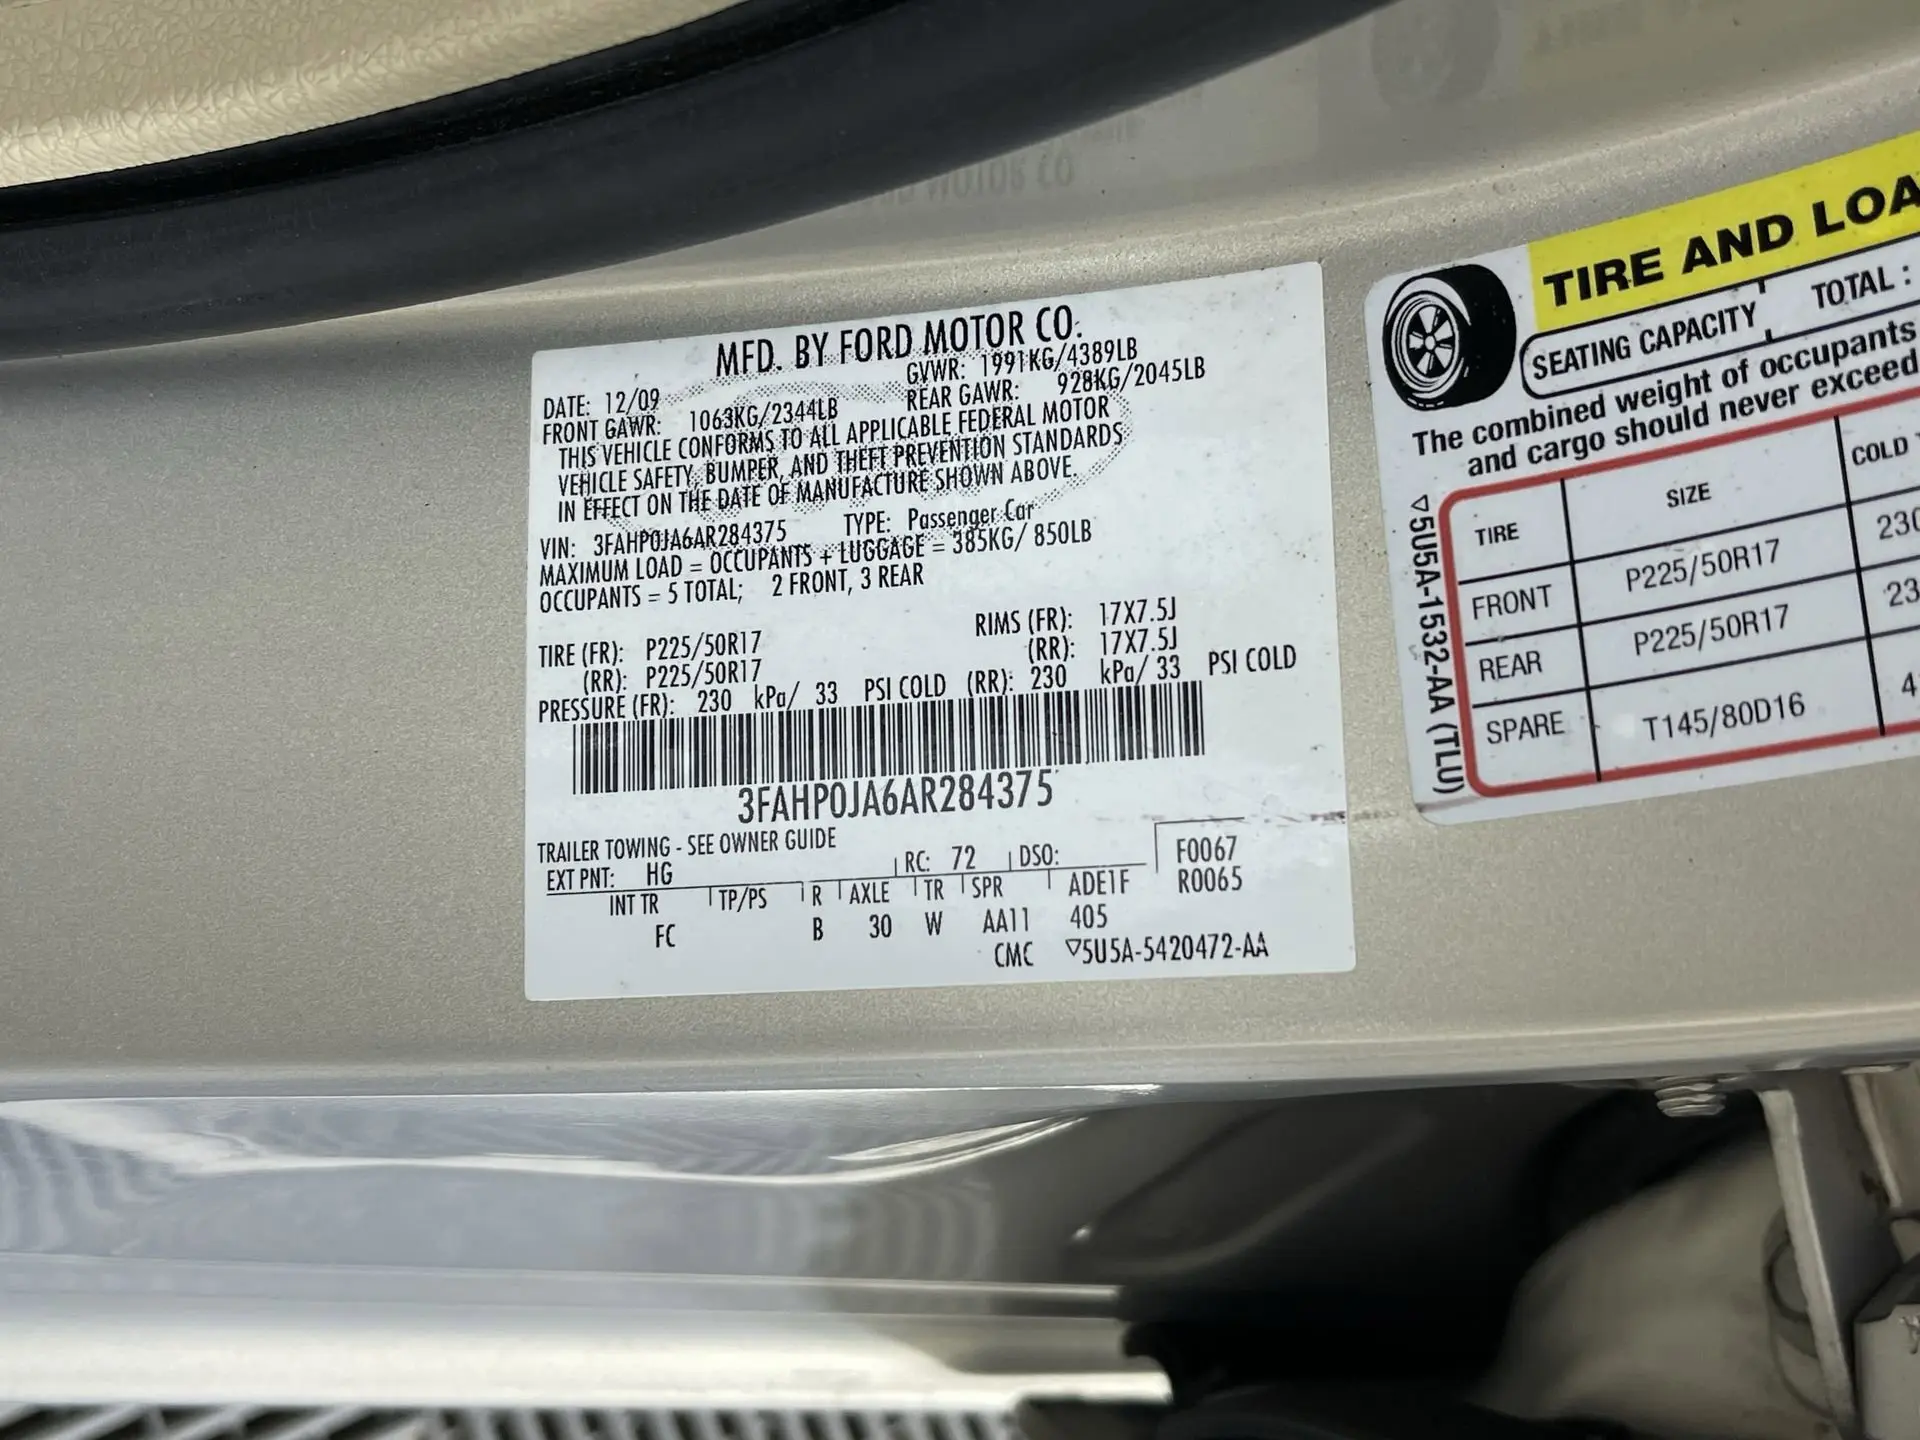 MFD. BY FORD MOTOR CO.
DATE: 12/09 GVWR: 1991KG/4389LB
FRONT GAWR: 1063KG/2344LB REAR GAWR: 928KG/2045LB
THIS VEHICLE CONFORMS TO ALL APPLICABLE FEDERAL MOTOR
VEHICLE SAFETY, BUMPER, AND THEFT PREVENTION STANDARDS
IN EFFECT ON THE DATE OF MANUFACTURE SHOWN ABOVE.
VIN: 3FAHP0JA6AR284375 TYPE: Passenger Car
MAXIMUM LOAD = OCCUPANTS + LUGGAGE = 385KG/ 850LB
OCCUPANTS = 5 TOTAL; 2 FRONT, 3 REAR
TIRE (FR): P225/50R17 RIMS (FR): 17X7.5J
(RR): P225/50R17 (RR): 17X7.5J
PRESSURE (FR): 230 kPa/ 33 PSI COLD (RR): 230 kPa/ 33 PSI COLD
3FAHP0JA6AR284375
TRAILER TOWING - SEE OWNER GUIDE
EXT PNT: HG RC: 72 DSO: F0067
INT TR TP/PS R AXLE TR SPR ADE1F R0065
FC B 30 W AA11 405
CMC ▽5U5A-5420472-AA
TIRE AND LOA
SEATING CAPACITY TOTAL :
The combined weight of occupants
and cargo should never exceed
TIRE SIZE COLD
FRONT P225/50R17 230
REAR P225/50R17 23
SPARE T145/80D16 4
▽5U5A-1532-AA (TLU)